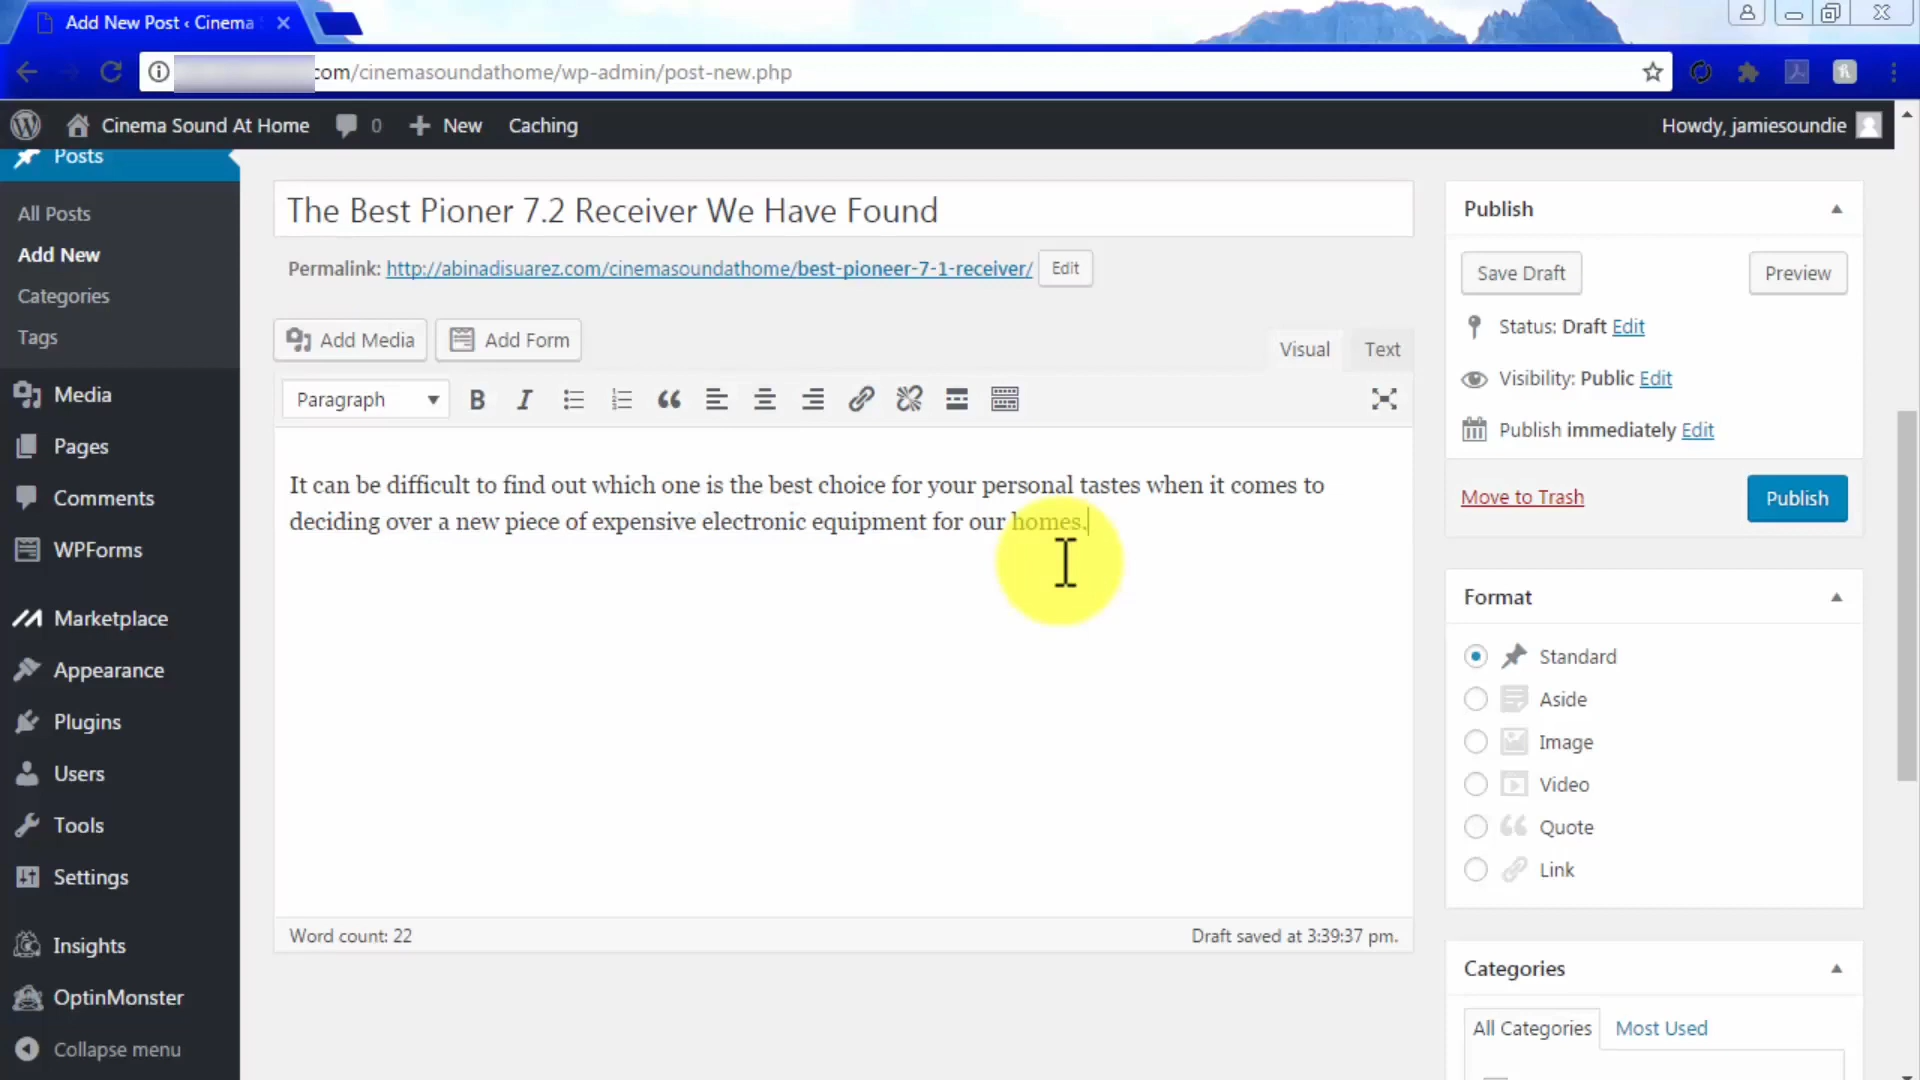 Add New Post ‹ Cinema
com/cinemasoundathome/wp-admin/post-new.php
Cinema Sound At Home 0 New Caching Howdy, jamiesoundie
Posts
All Posts
Add New
Categories
Tags
Media
Pages
Comments
WPForms
Marketplace
Appearance
Plugins
Users
Tools
Settings
Insights
OptinMonster
Collapse menu
The Best Pioner 7.2 Receiver We Have Found
Permalink: http://abinadisuarez.com/cinemasoundathome/best-pioneer-7-1-receiver/ Edit
Add Media Add Form Visual Text
Paragraph B I
It can be difficult to find out which one is the best choice for your personal tastes when it comes to
deciding over a new piece of expensive electronic equipment for our homes.
Word count: 22 Draft saved at 3:39:37 pm.
Publish
Save Draft Preview
Status: Draft Edit
Visibility: Public Edit
Publish immediately Edit
Move to Trash Publish
Format
Standard
Aside
Image
Video
Quote
Link
Categories
All Categories Most Used